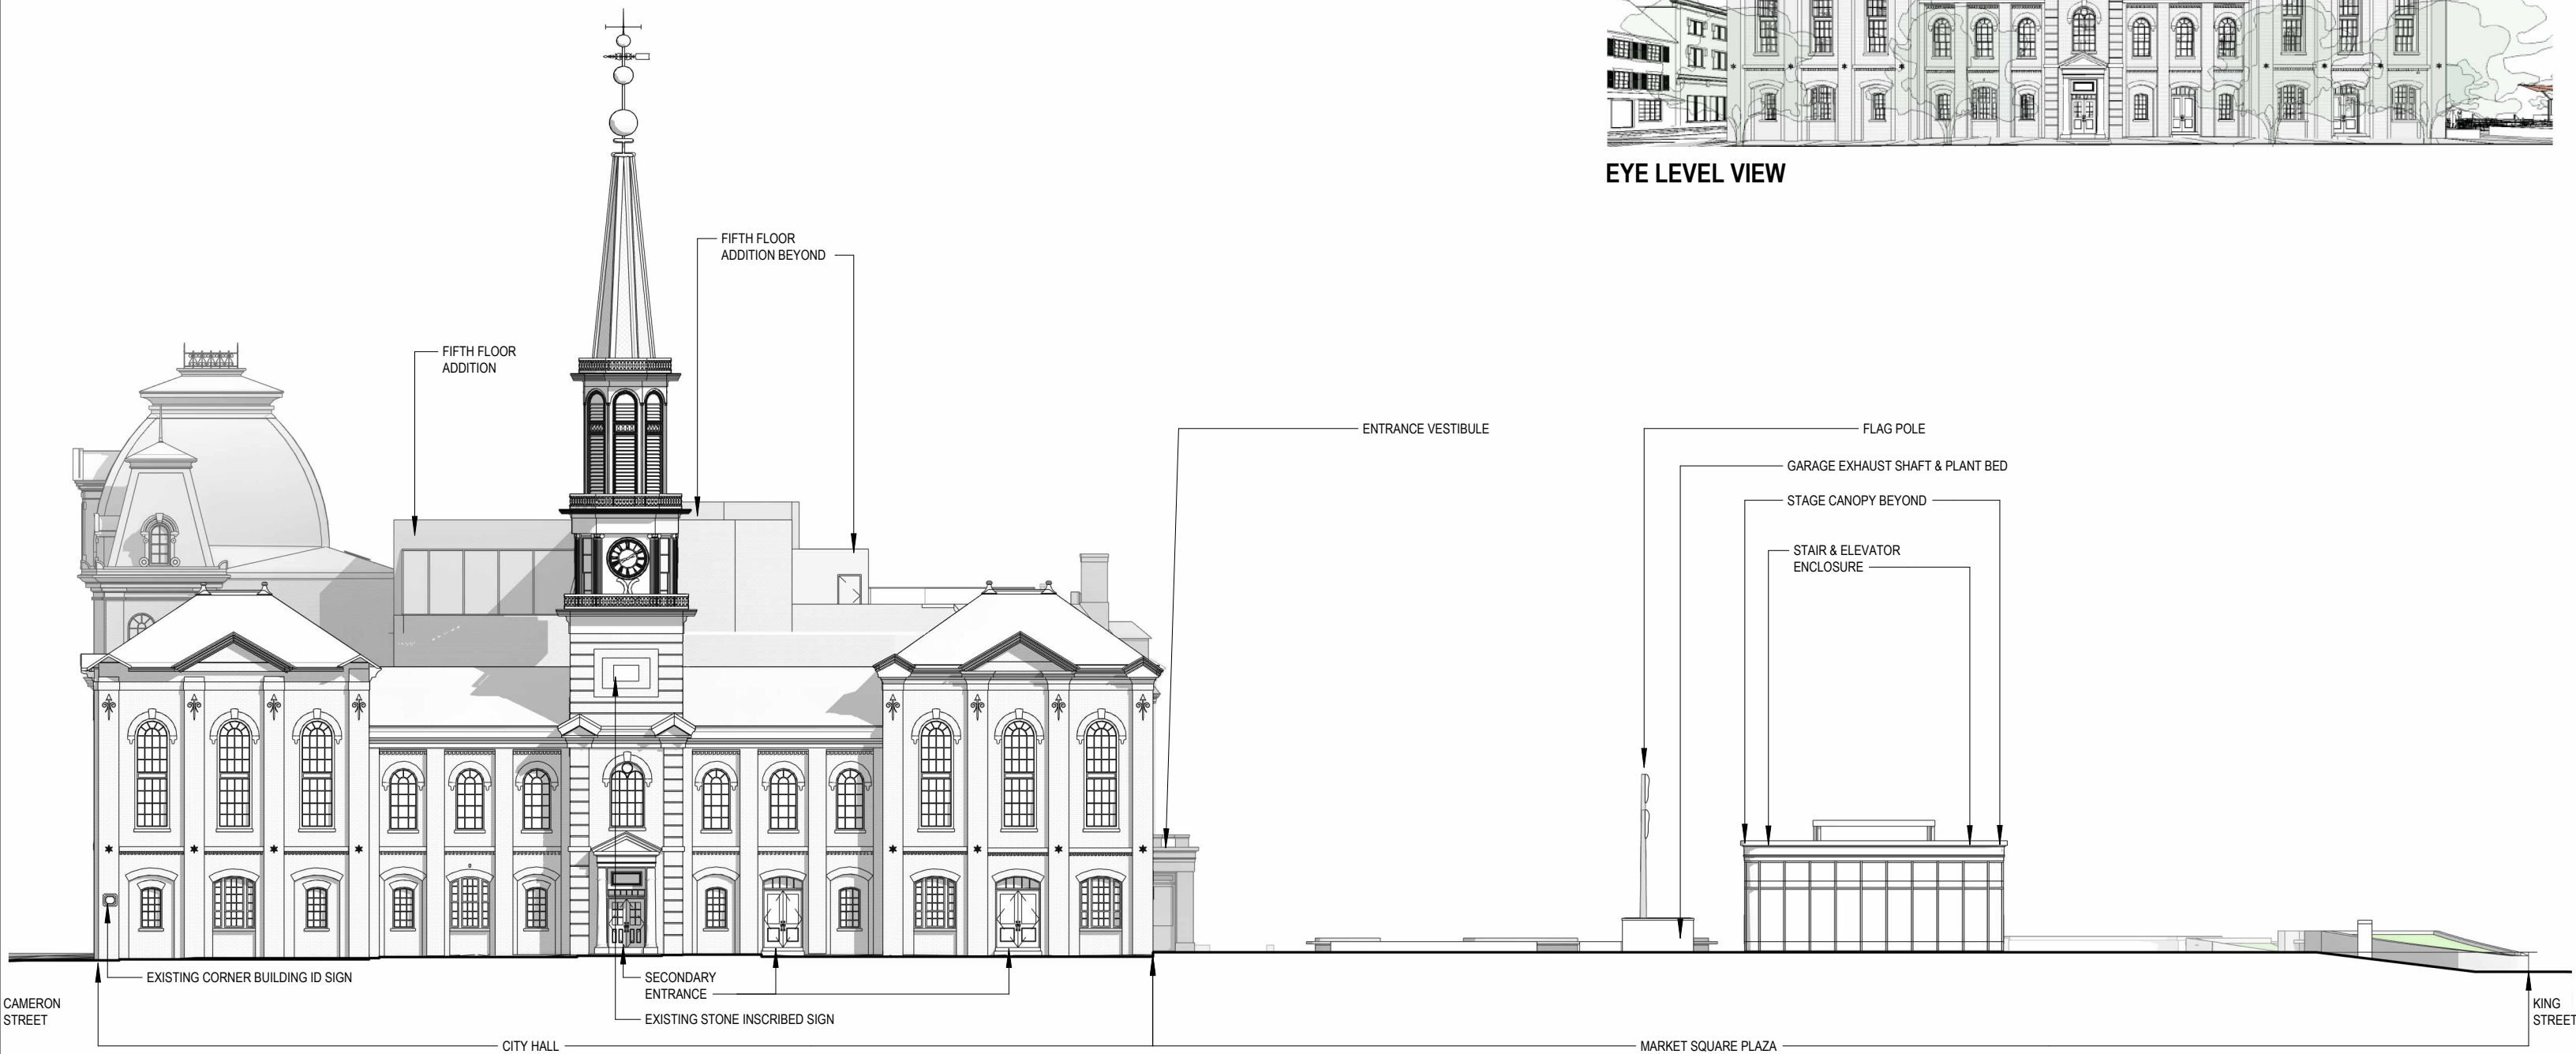 EYE LEVEL VIEW
FIFTH FLOOR
ADDITION BEYOND
FIFTH FLOOR
ADDITION
ENTRANCE VESTIBULE
FLAG POLE
GARAGE EXHAUST SHAFT & PLANT BED
STAGE CANOPY BEYOND
STAIR & ELEVATOR
ENCLOSURE
EXISTING CORNER BUILDING ID SIGN
SECONDARY
ENTRANCE
CAMERON
STREET
KING
STREET
EXISTING STONE INSCRIBED SIGN
CITY HALL
MARKET SQUARE PLAZA